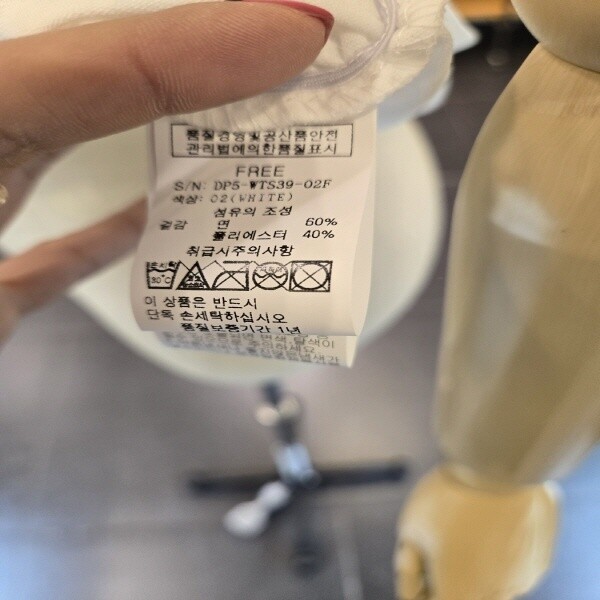 품질경영및공산품안전
관리법에의한품질표시
FREE
S/N: DP5-WTS39-02F
색상: 02(WHITE)
섬유의 조성
겉감 면 60%
폴리에스터 40%
취급시주의사항
30°C
이 상품은 반드시
단독 손세탁하십시오
품질보증기간 1년